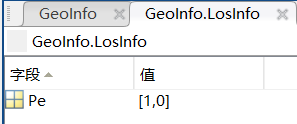 GeoInfo GeoInfo.LosInfo
GeoInfo.LosInfo
字段 值
Pe [1,0]